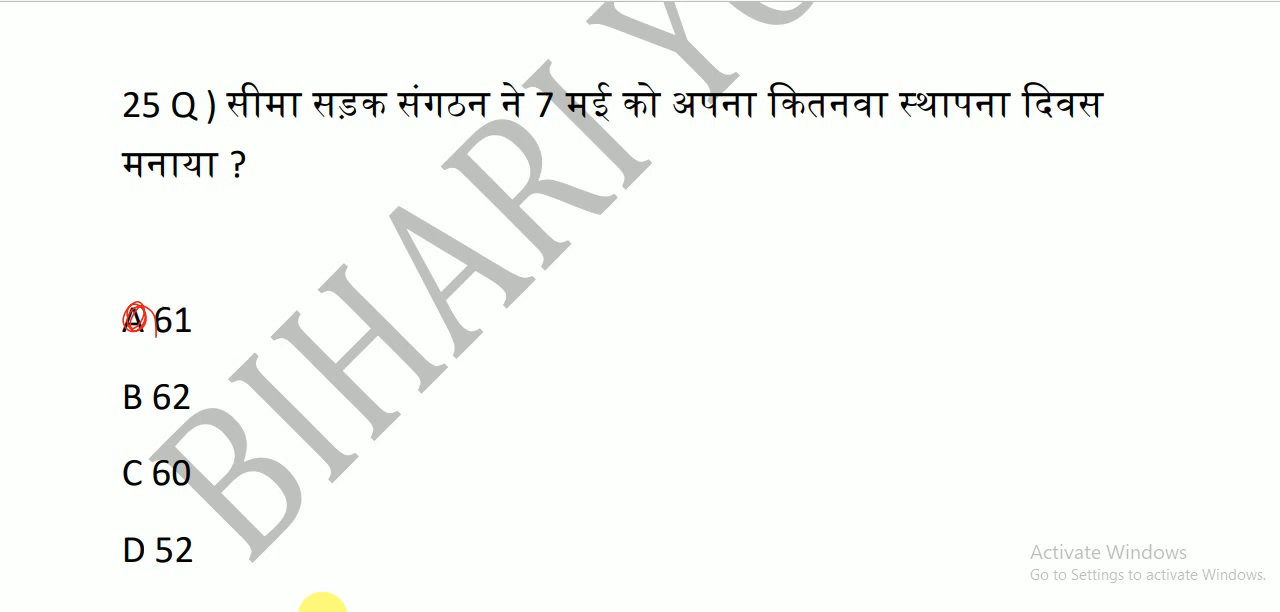 25 Q ) सीमा सड़क संगठन ने 7 मई को अपना कितनवा स्थापना दिवस
मनाया ?
A 61
B 62
C 60
D 52
BIHARI
Activate Windows
Go to Settings to activate Windows.